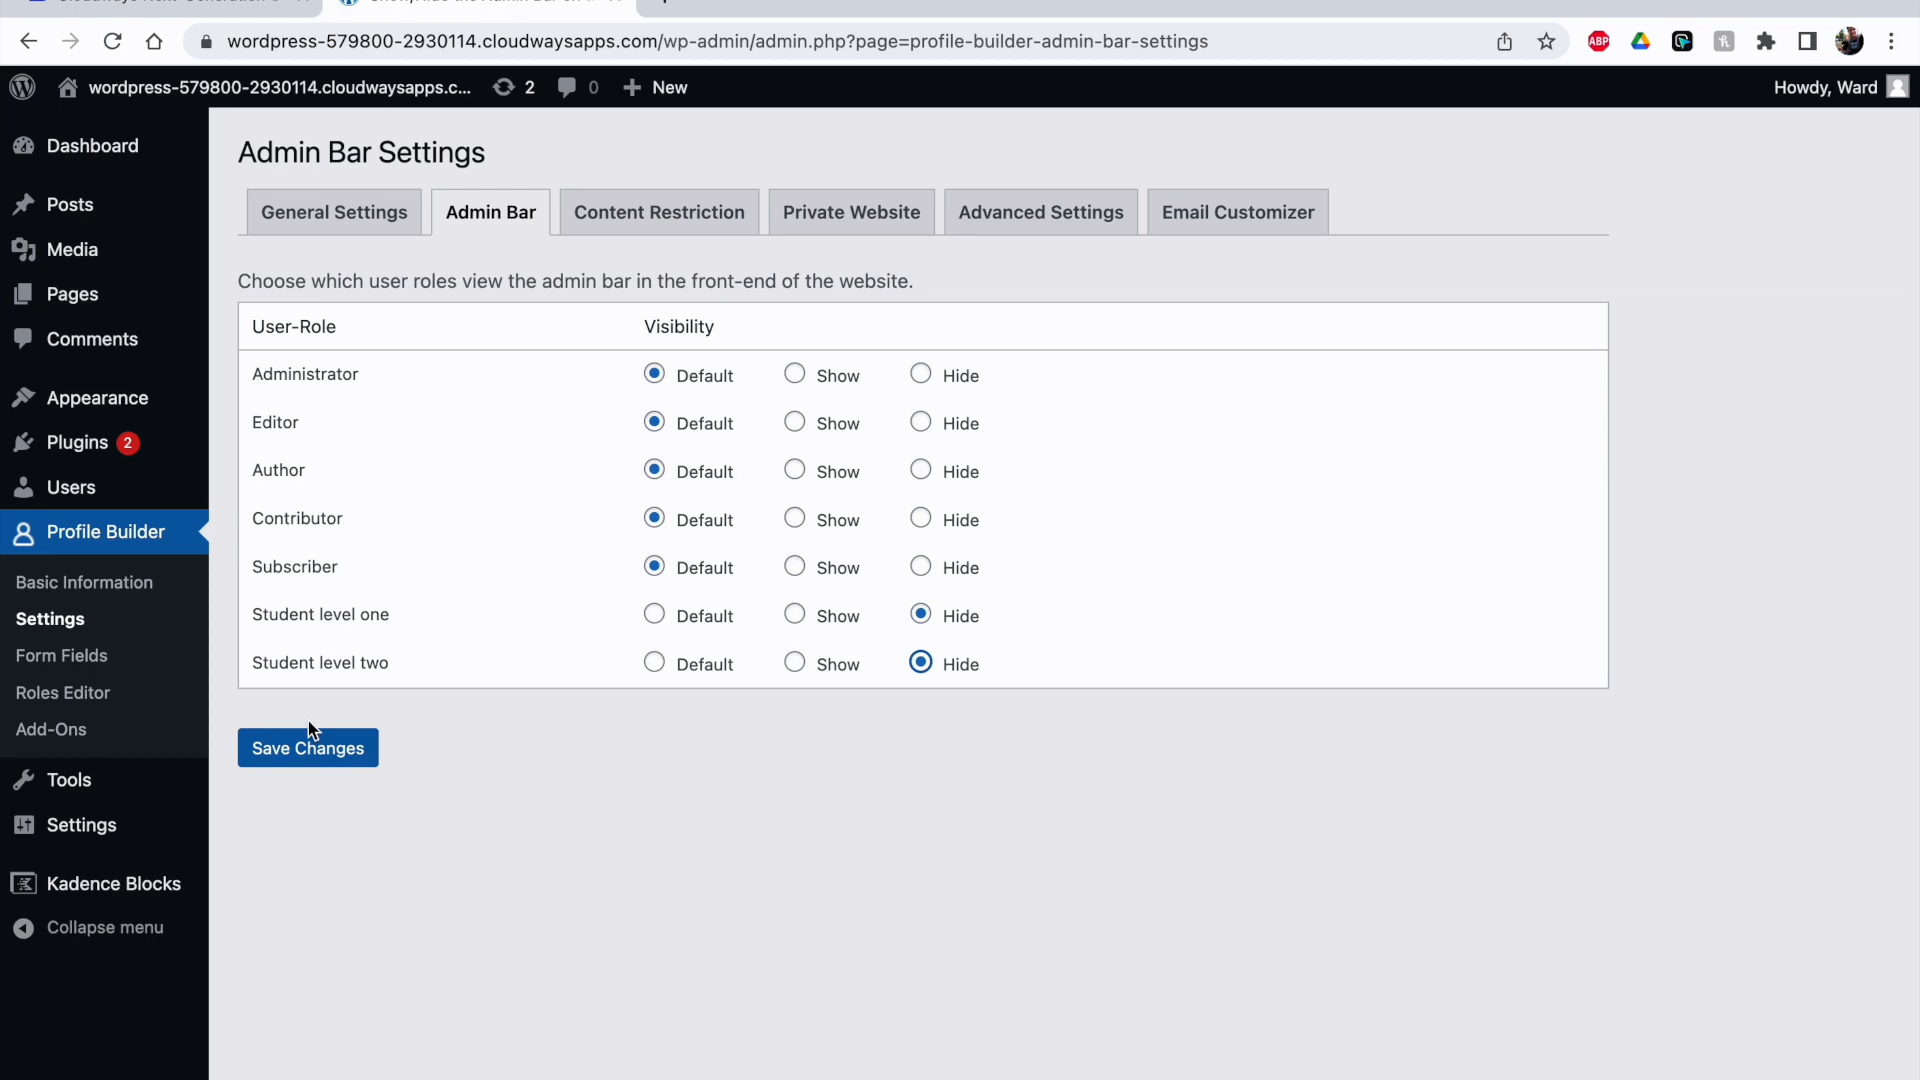 wordpress-579800-2930114.cloudwaysapps.com/wp-admin/admin.php?page=profile-builder-admin-bar-settings
ABP
wordpress-579800-2930114.cloudwaysapps.c... 2 0 New
Howdy, Ward
Dashboard
Posts
Media
Pages
Comments
Appearance
Plugins 2
Users
Profile Builder
Basic Information
Settings
Form Fields
Roles Editor
Add-Ons
Tools
Settings
Kadence Blocks
Collapse menu
Admin Bar Settings
General Settings Admin Bar Content Restriction Private Website Advanced Settings Email Customizer
Choose which user roles view the admin bar in the front-end of the website.
User-Role Visibility
Administrator Default Show Hide
Editor Default Show Hide
Author Default Show Hide
Contributor Default Show Hide
Subscriber Default Show Hide
Student level one Default Show Hide
Student level two Default Show Hide
Save Changes